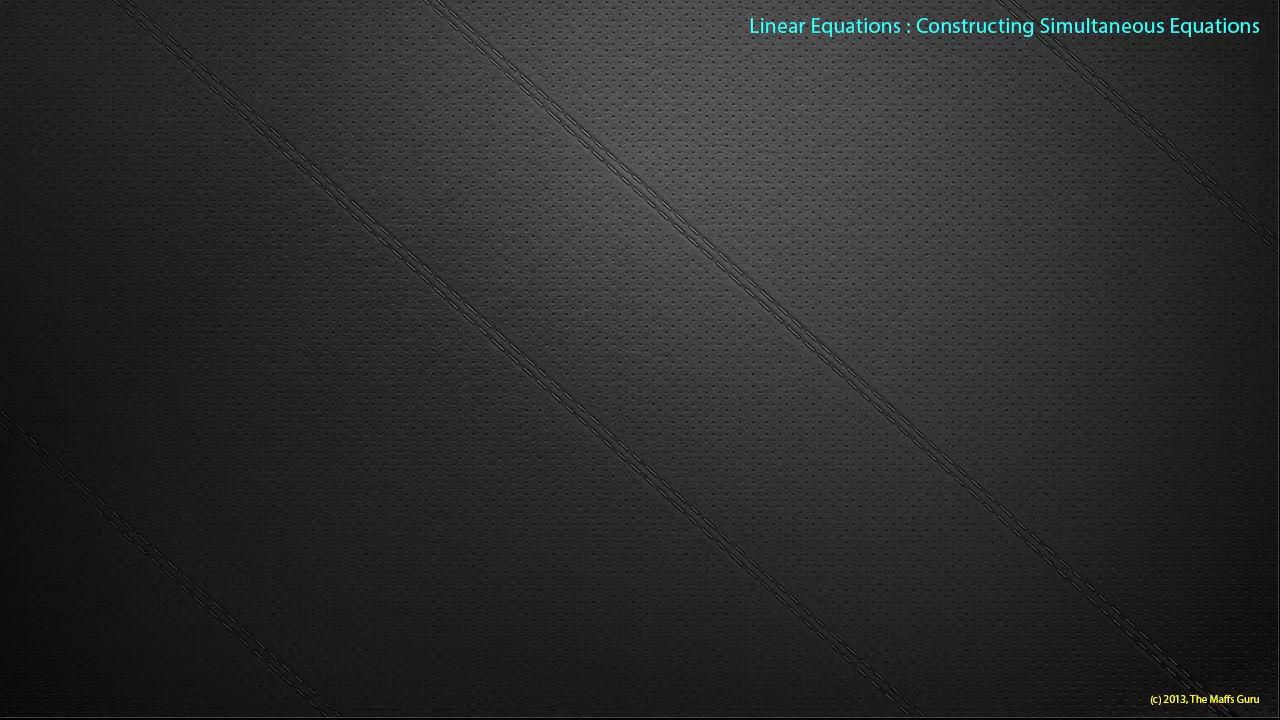 Linear Equations : Constructing Simultaneous Equations
(c) 2013, The Maffs Guru